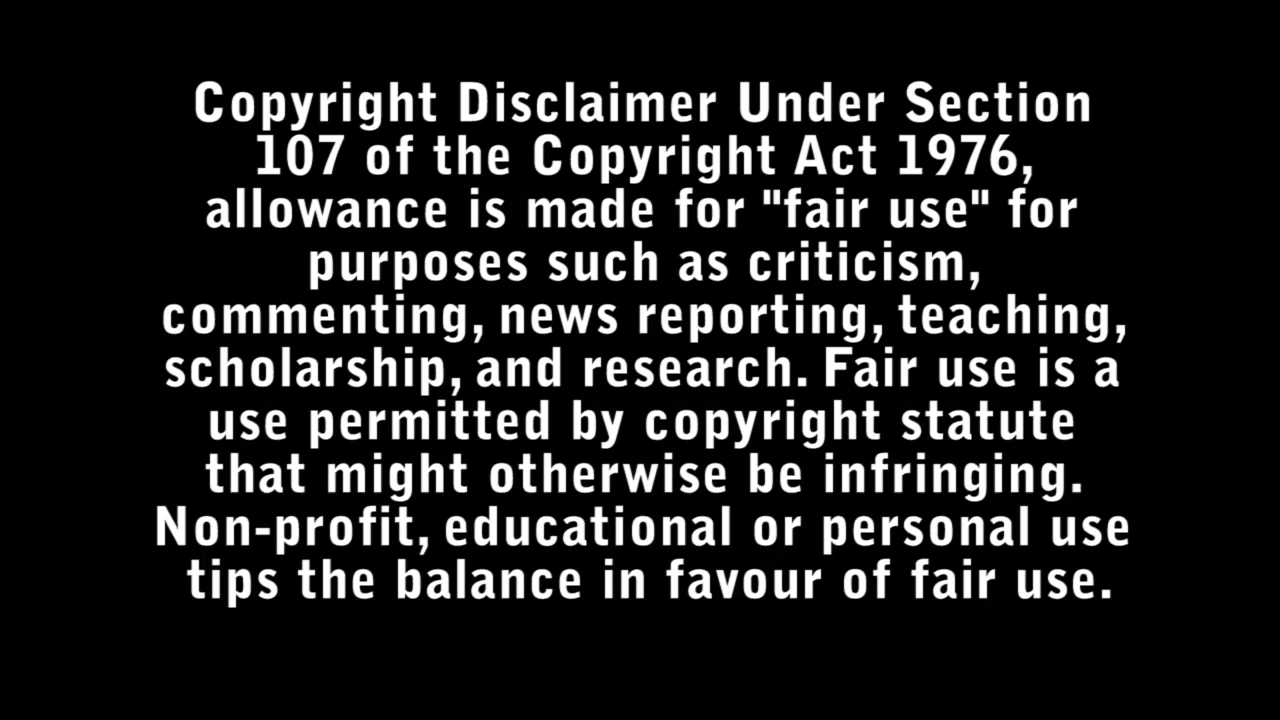 Copyright Disclaimer Under Section
107 of the Copyright Act 1976,
allowance is made for "fair use" for
purposes such as criticism,
commenting, news reporting, teaching,
scholarship, and research. Fair use is a
use permitted by copyright statute
that might otherwise be infringing.
Non-profit, educational or personal use
tips the balance in favour of fair use.